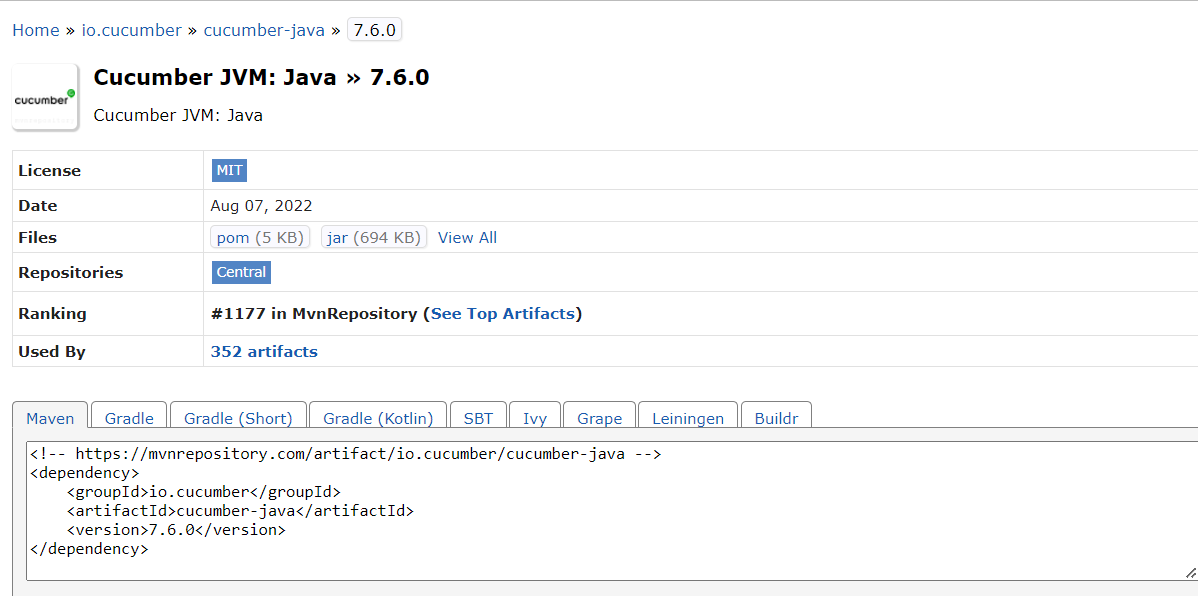 Home » io.cucumber » cucumber-java » 7.6.0
cucumber
Cucumber JVM: Java » 7.6.0
Cucumber JVM: Java
License MIT
Date Aug 07, 2022
Files pom (5 KB) jar (694 KB) View All
Repositories Central
Ranking #1177 in MvnRepository (See Top Artifacts)
Used By 352 artifacts
Maven Gradle Gradle (Short) Gradle (Kotlin) SBT Ivy Grape Leiningen Buildr
<!-- https://mvnrepository.com/artifact/io.cucumber/cucumber-java -->
<dependency>
    <groupId>io.cucumber</groupId>
    <artifactId>cucumber-java</artifactId>
    <version>7.6.0</version>
</dependency>